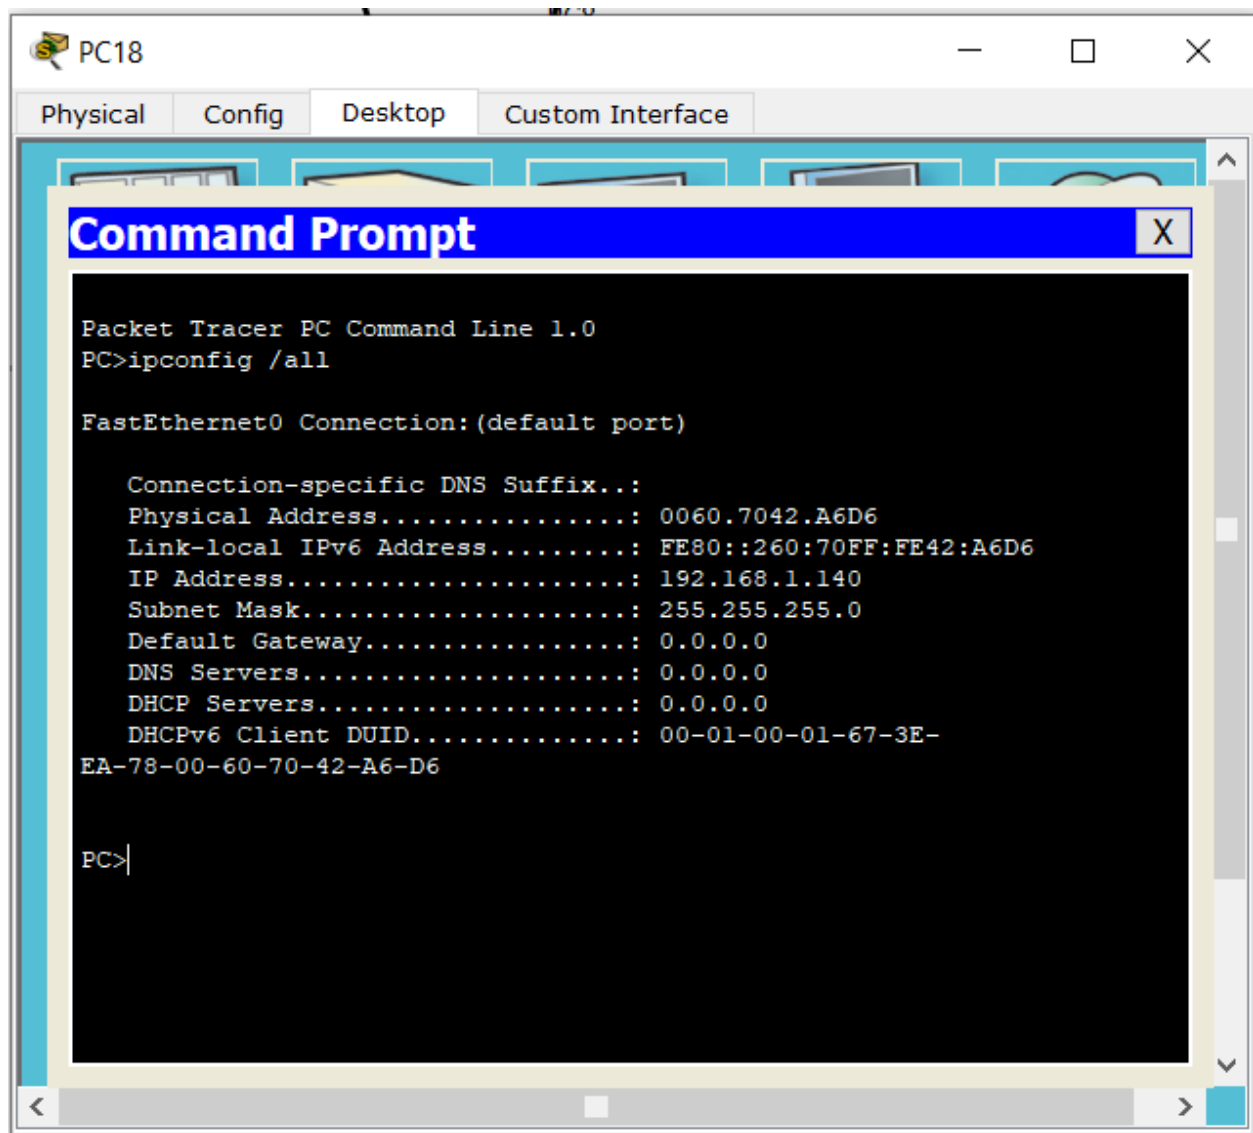 PC18
Physical Config Desktop Custom Interface
Command Prompt
X
Packet Tracer PC Command Line 1.0
PC>ipconfig /all
FastEthernet0 Connection:(default port)
Connection-specific DNS Suffix..:
Physical Address................: 0060.7042.A6D6
Link-local IPv6 Address.........: FE80::260:70FF:FE42:A6D6
IP Address......................: 192.168.1.140
Subnet Mask.....................: 255.255.255.0
Default Gateway.................: 0.0.0.0
DNS Servers.....................: 0.0.0.0
DHCP Servers....................: 0.0.0.0
DHCPv6 Client DUID..............: 00-01-00-01-67-3E-
EA-78-00-60-70-42-A6-D6
PC>